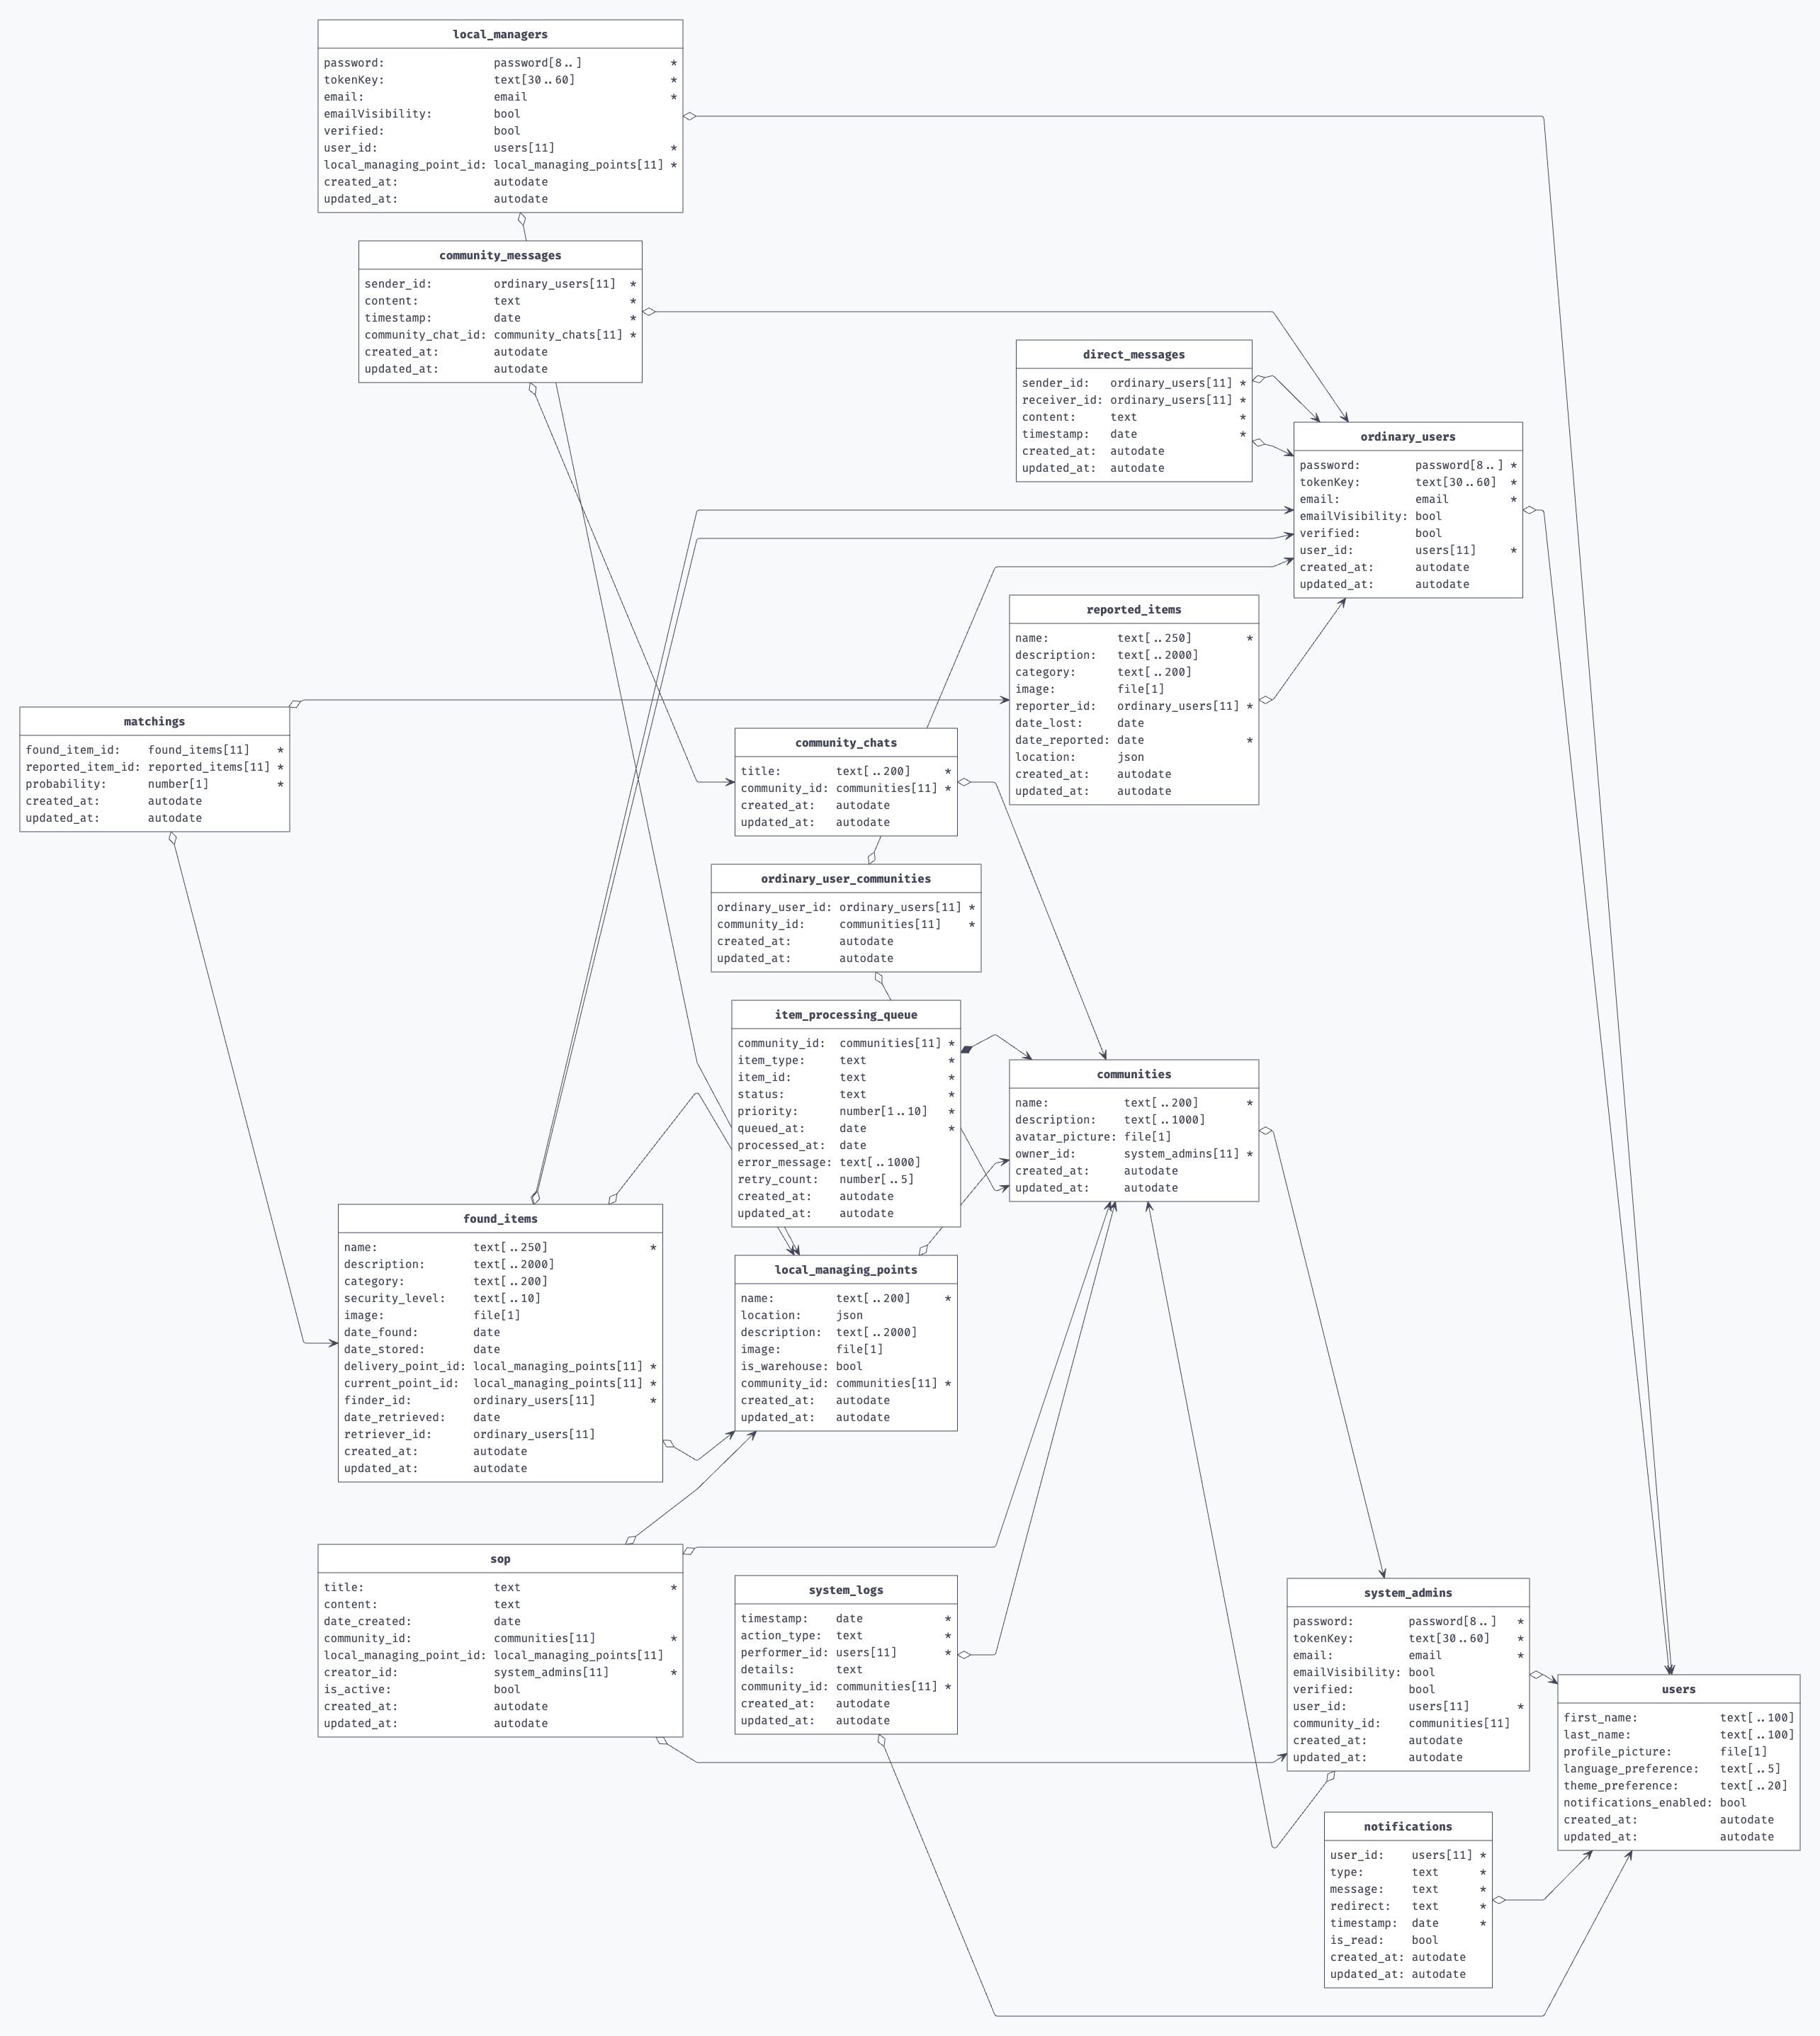 local_managers
password: password[8..] *
tokenKey: text[30..60] *
email: email *
emailVisibility: bool
verified: bool
user_id: users[11] *
local_managing_point_id: local_managing_points[11] *
created_at: autodate
updated_at: autodate
community_messages
sender_id: ordinary_users[11] *
content: text *
timestamp: date *
community_chat_id: community_chats[11] *
created_at: autodate
updated_at: autodate
direct_messages
sender_id: ordinary_users[11] *
receiver_id: ordinary_users[11] *
content: text *
timestamp: date *
created_at: autodate
updated_at: autodate
ordinary_users
password: password[8..] *
tokenKey: text[30..60] *
email: email *
emailVisibility: bool
verified: bool
user_id: users[11] *
created_at: autodate
updated_at: autodate
reported_items
name: text[..250] *
description: text[..2000]
category: text[..200]
image: file[1]
reporter_id: ordinary_users[11] *
date_lost: date
date_reported: date *
location: json
created_at: autodate
updated_at: autodate
matchings
found_item_id: found_items[11] *
reported_item_id: reported_items[11] *
probability: number[1] *
created_at: autodate
updated_at: autodate
community_chats
title: text[..200] *
community_id: communities[11] *
created_at: autodate
updated_at: autodate
ordinary_user_communities
ordinary_user_id: ordinary_users[11] *
community_id: communities[11] *
created_at: autodate
updated_at: autodate
item_processing_queue
community_id: communities[11] *
item_type: text *
item_id: text *
status: text *
priority: number[1..10] *
queued_at: date *
processed_at: date
error_message: text[..1000]
retry_count: number[..5]
created_at: autodate
updated_at: autodate
communities
name: text[..200] *
description: text[..1000]
avatar_picture: file[1]
owner_id: system_admins[11] *
created_at: autodate
updated_at: autodate
found_items
name: text[..250] *
description: text[..2000]
category: text[..200]
security_level: text[..10]
image: file[1]
date_found: date
date_stored: date
delivery_point_id: local_managing_points[11] *
current_point_id: local_managing_points[11] *
finder_id: ordinary_users[11] *
date_retrieved: date
retriever_id: ordinary_users[11]
created_at: autodate
updated_at: autodate
local_managing_points
name: text[..200] *
location: json
description: text[..2000]
image: file[1]
is_warehouse: bool
community_id: communities[11] *
created_at: autodate
updated_at: autodate
sop
title: text *
content: text
date_created: date
community_id: communities[11] *
local_managing_point_id: local_managing_points[11]
creator_id: system_admins[11] *
is_active: bool
created_at: autodate
updated_at: autodate
system_logs
timestamp: date *
action_type: text *
performer_id: users[11] *
details: text
community_id: communities[11] *
created_at: autodate
updated_at: autodate
system_admins
password: password[8..] *
tokenKey: text[30..60] *
email: email *
emailVisibility: bool
verified: bool
user_id: users[11] *
community_id: communities[11]
created_at: autodate
updated_at: autodate
users
first_name: text[..100]
last_name: text[..100]
profile_picture: file[1]
language_preference: text[..5]
theme_preference: text[..20]
notifications_enabled: bool
created_at: autodate
updated_at: autodate
notifications
user_id: users[11] *
type: text *
message: text *
redirect: text *
timestamp: date *
is_read: bool
created_at: autodate
updated_at: autodate